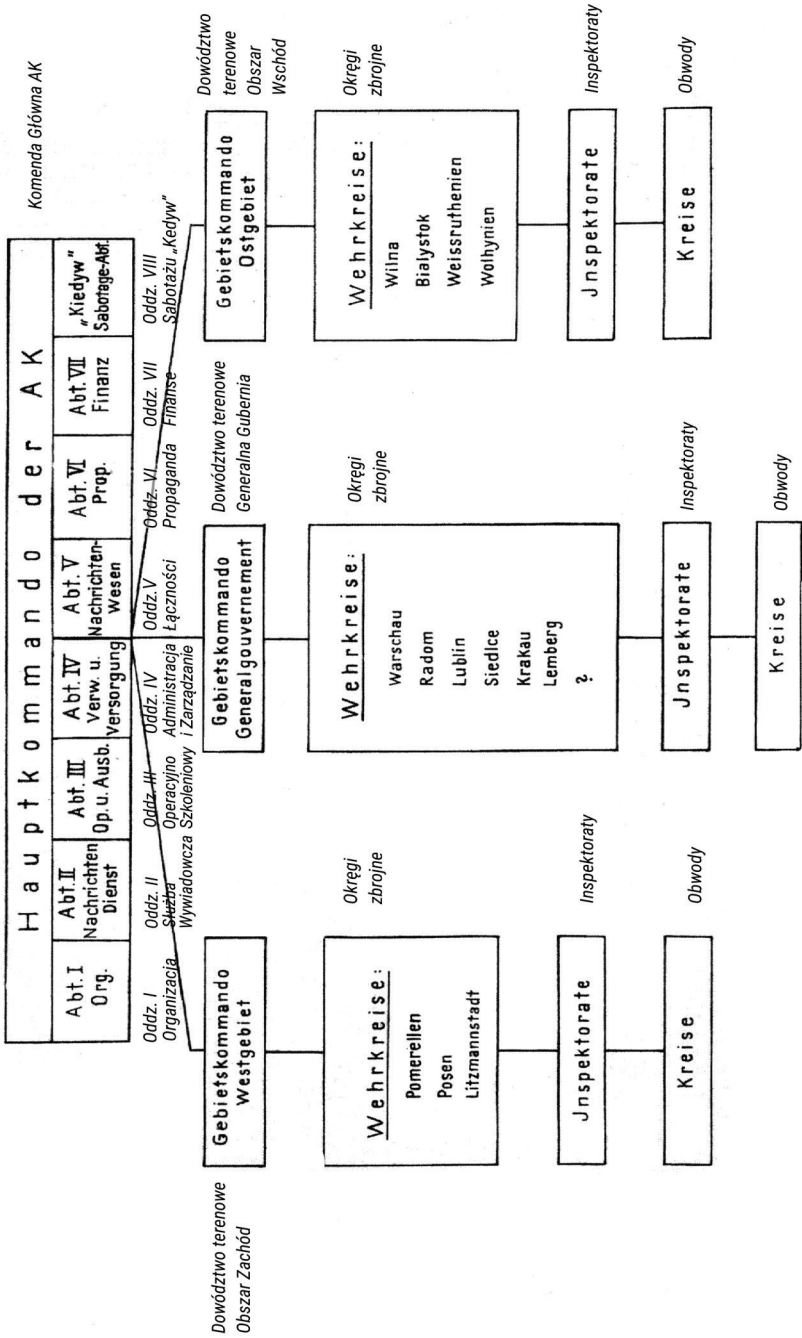 Komenda Główna AK
Hauptkommando der AK
Abt. I
Org.
Abt. II
Nachrichten
Dienst
Abt. III
Op. u. Ausb.
Abt. IV
Verw. u.
Versorgung
Abt. V
Nachrichten-
Wesen
Abt. VI
Prop.
Abt. VII
Finanz
„Kiedyw"
Sabotage-Abt.
Oddz. I
Organizacja
Oddz. II
Służba
Wywiadowcza
Oddz. III
Operacyjno
Szkoleniowy
Oddz. IV
Administracja
i Zarządzanie
Oddz. V
Łączności
Oddz. VI
Propaganda
Oddz. VII
Finanse
Oddz. VIII
Sabotażu „Kedyw"
Dowództwo terenowe
Obszar Zachód
Gebietskommando
Westgebiet
Okręgi
zbrojne
Wehrkreise:
Pomerellen
Posen
Litzmannstadt
Inspektoraty
Jnspektorate
Obwody
Kreise
Dowództwo terenowe
Generalna Gubernia
Gebietskommando
Generalgouvernement
Okręgi
zbrojne
Wehrkreise:
Warschau
Radom
Lublin
Siedlce
Krakau
Lemberg
?
Inspektoraty
Jnspektorate
Obwody
Kreise
Dowództwo
terenowe
Obszar
Wschód
Gebietskommando
Ostgebiet
Okręgi
zbrojne
Wehrkreise:
Wilna
Bialystok
Weissruthenien
Wolhynien
Inspektoraty
Jnspektorate
Obwody
Kreise